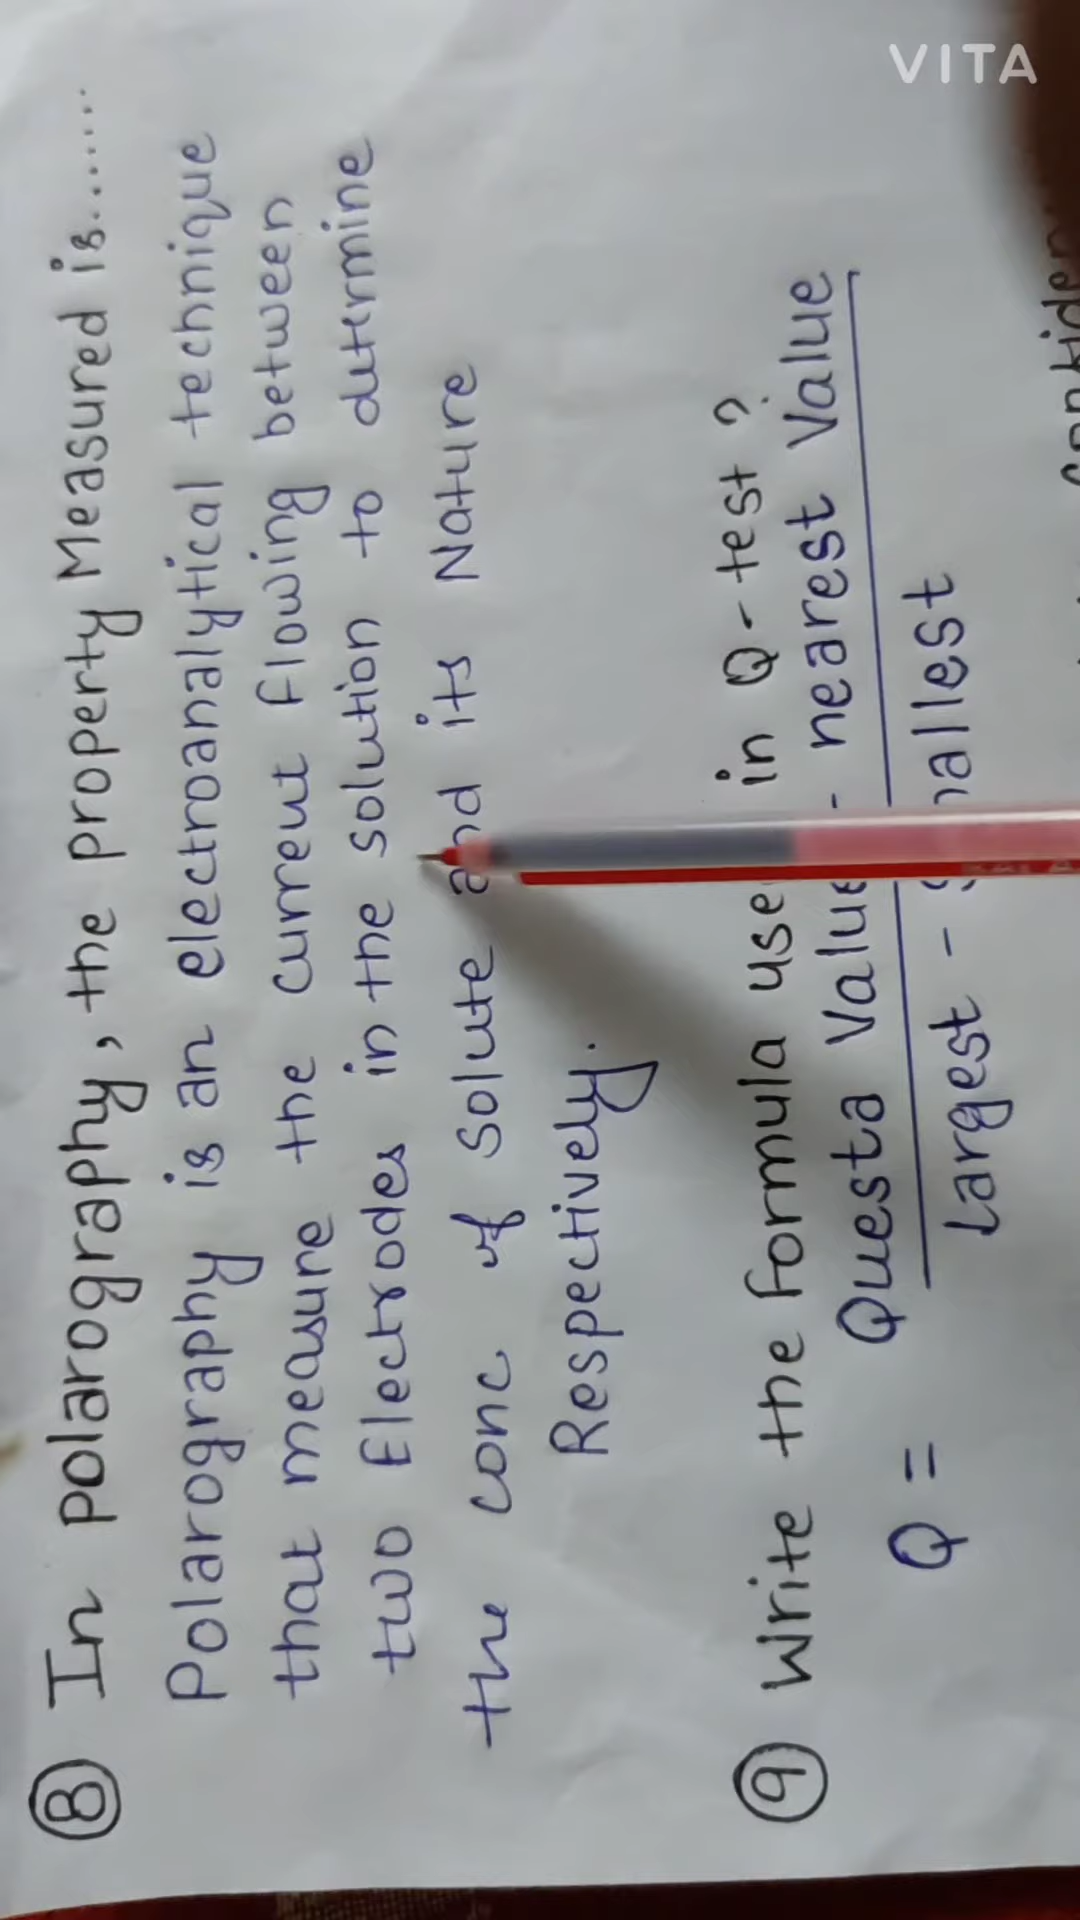 VITA
⑧ In polarography, the property Measured is.......
Polarography is an electroanalytical technique
that measure the current flowing between
two Electrodes in the solution to dutermine
the conc of solute and its Nature
Respectively.
⑨ Write the formula use in Q-test?
Q = Questa Value - nearest Value
Largest - smallest